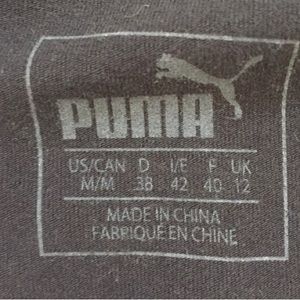 PUMA
US/CAN D I/E F UK
M/M 38 42 40 12
MADE IN CHINA
FABRIQUÉ EN CHINE